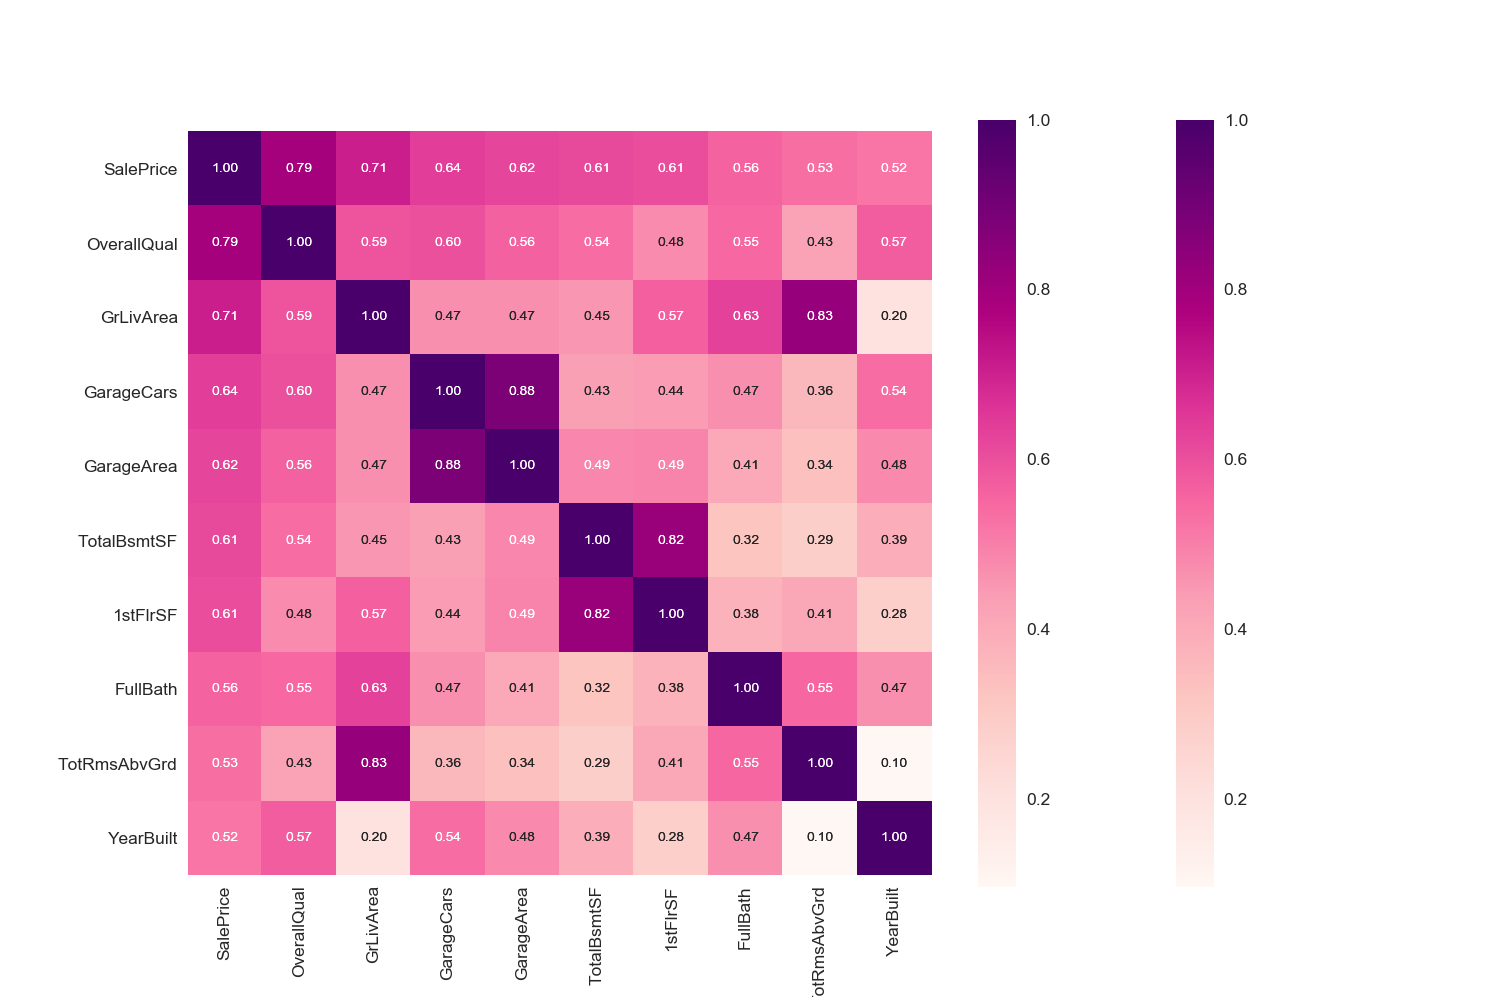 1.0 1.0
SalePrice 1.00 0.79 0.71 0.64 0.62 0.61 0.61 0.56 0.53 0.52
OverallQual 0.79 1.00 0.59 0.60 0.56 0.54 0.48 0.55 0.43 0.57
0.8 0.8
GrLivArea 0.71 0.59 1.00 0.47 0.47 0.45 0.57 0.63 0.83 0.20
GarageCars 0.64 0.60 0.47 1.00 0.88 0.43 0.44 0.47 0.36 0.54
0.6 0.6
GarageArea 0.62 0.56 0.47 0.88 1.00 0.49 0.49 0.41 0.34 0.48
TotalBsmtSF 0.61 0.54 0.45 0.43 0.49 1.00 0.82 0.32 0.29 0.39
1stFlrSF 0.61 0.48 0.57 0.44 0.49 0.82 1.00 0.38 0.41 0.28
0.4 0.4
FullBath 0.56 0.55 0.63 0.47 0.41 0.32 0.38 1.00 0.55 0.47
TotRmsAbvGrd 0.53 0.43 0.83 0.36 0.34 0.29 0.41 0.55 1.00 0.10
0.2 0.2
YearBuilt 0.52 0.57 0.20 0.54 0.48 0.39 0.28 0.47 0.10 1.00
SalePrice OverallQual GrLivArea GarageCars GarageArea TotalBsmtSF 1stFlrSF FullBath TotRmsAbvGrd YearBuilt